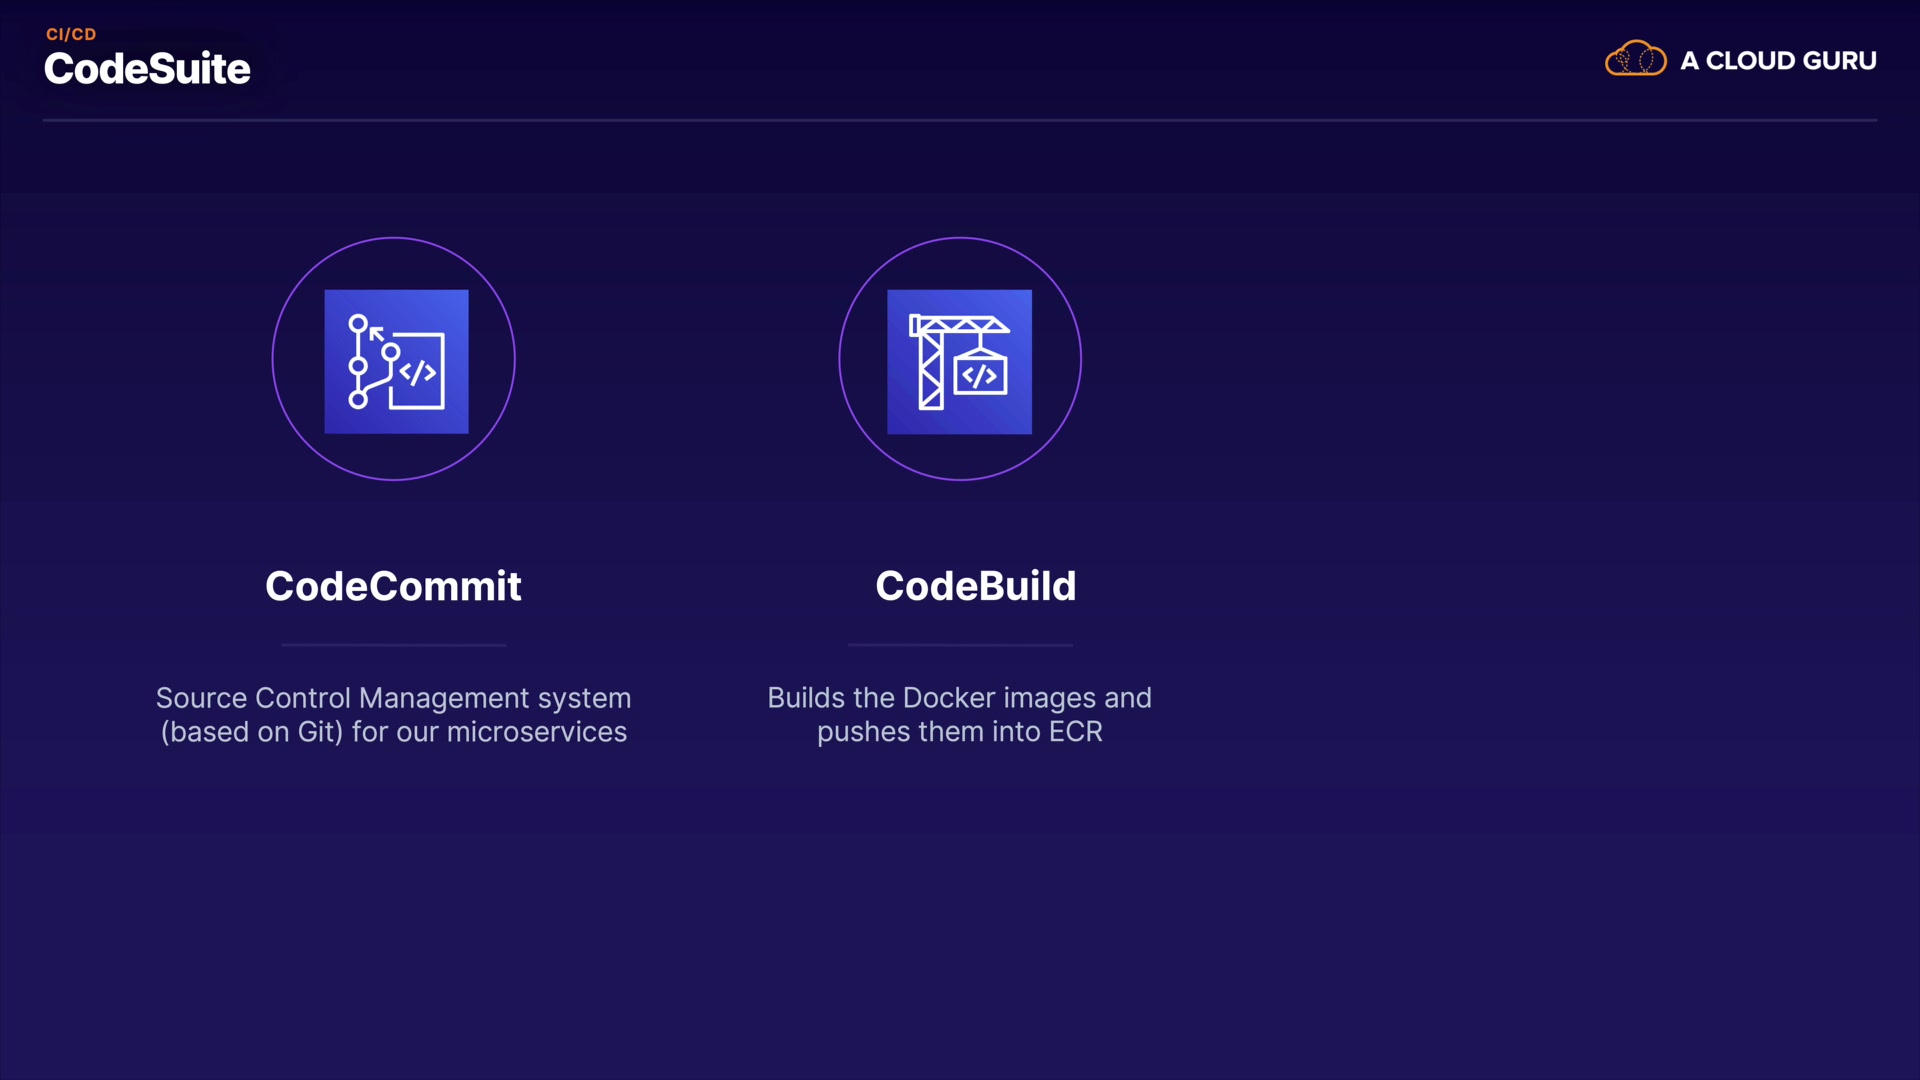 CI/CD
CodeSuite
A CLOUD GURU
</>
</>
CodeCommit
CodeBuild
Source Control Management system
(based on Git) for our microservices
Builds the Docker images and
pushes them into ECR